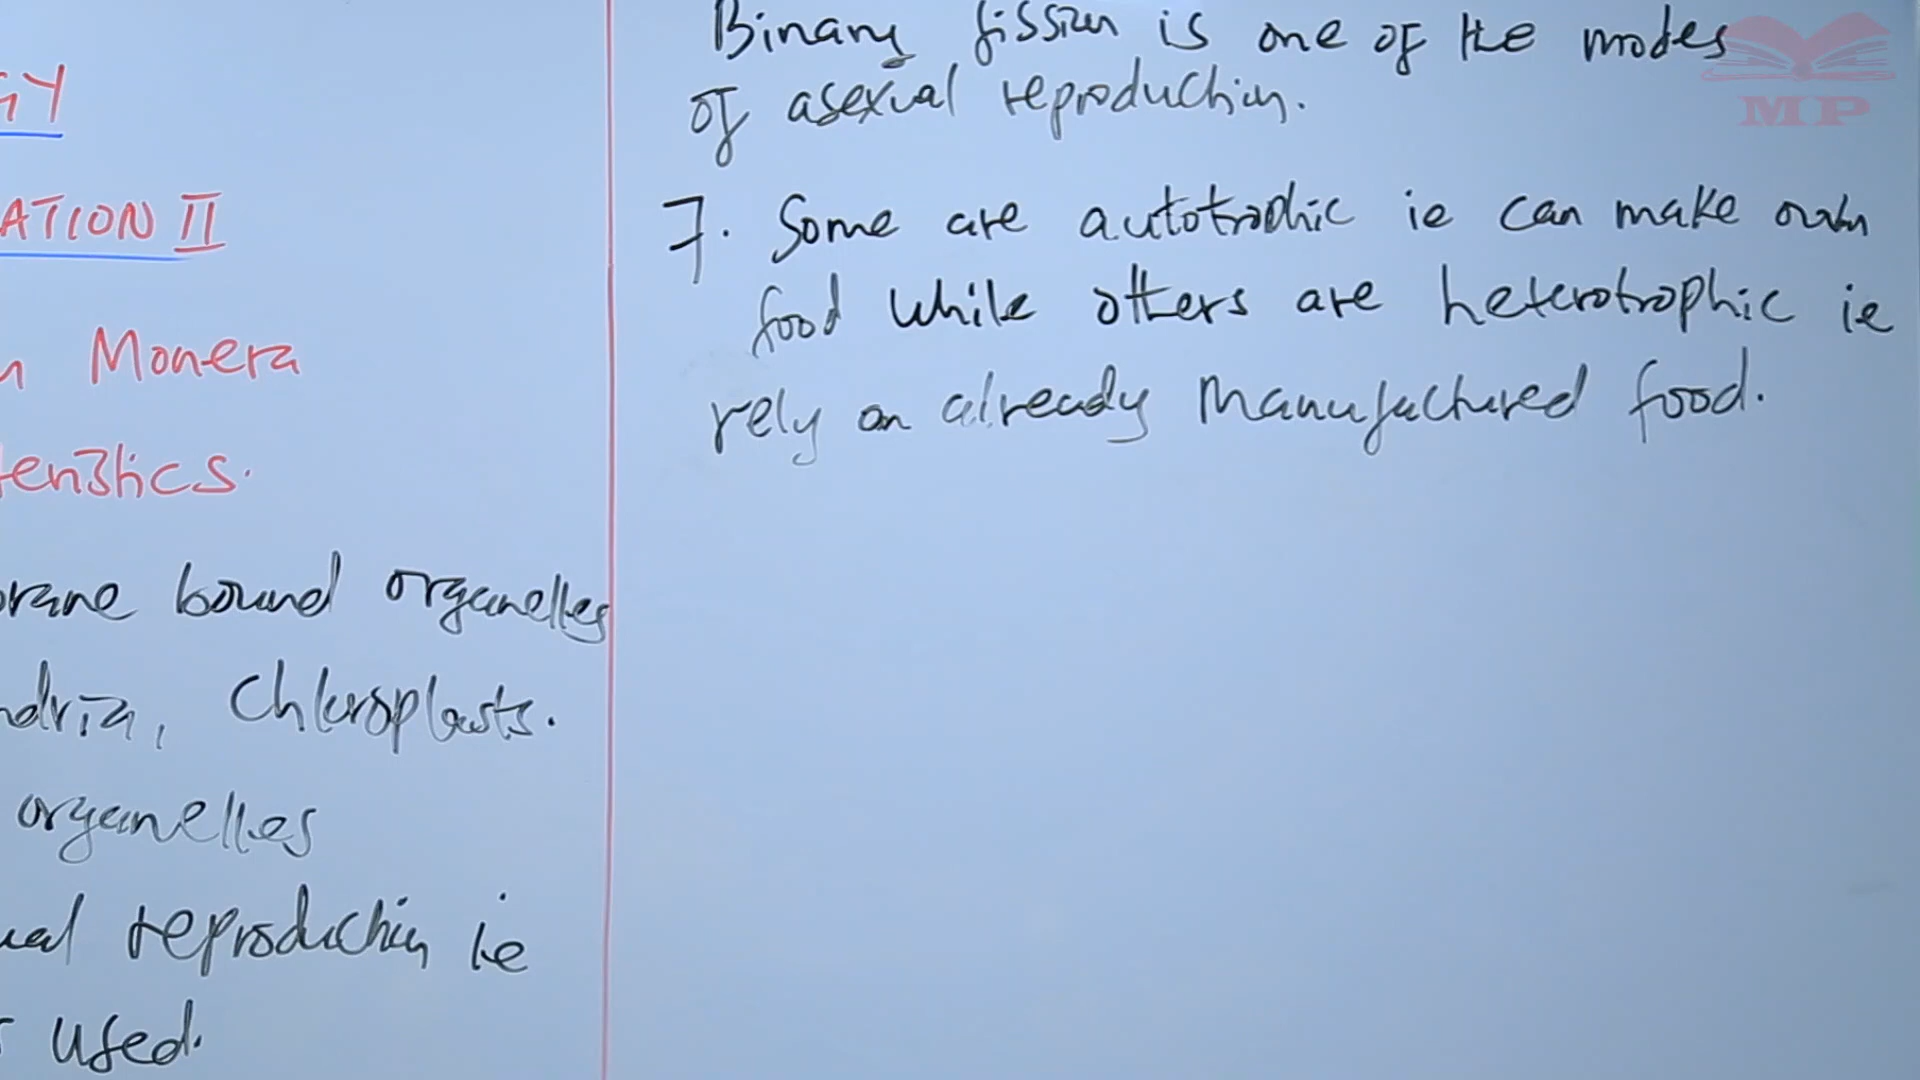 GY
ATION II
n Monera
ten3tics.
brane bound organelles
ndria, Chloroplasts.
organelles
ual reproduction ie
used.
Binary fission is one of the modes
of asexual reproduction.
7. Some are autotrophic ie can make own
food while others are heterotrophic ie
rely on already manufactured food.
MP